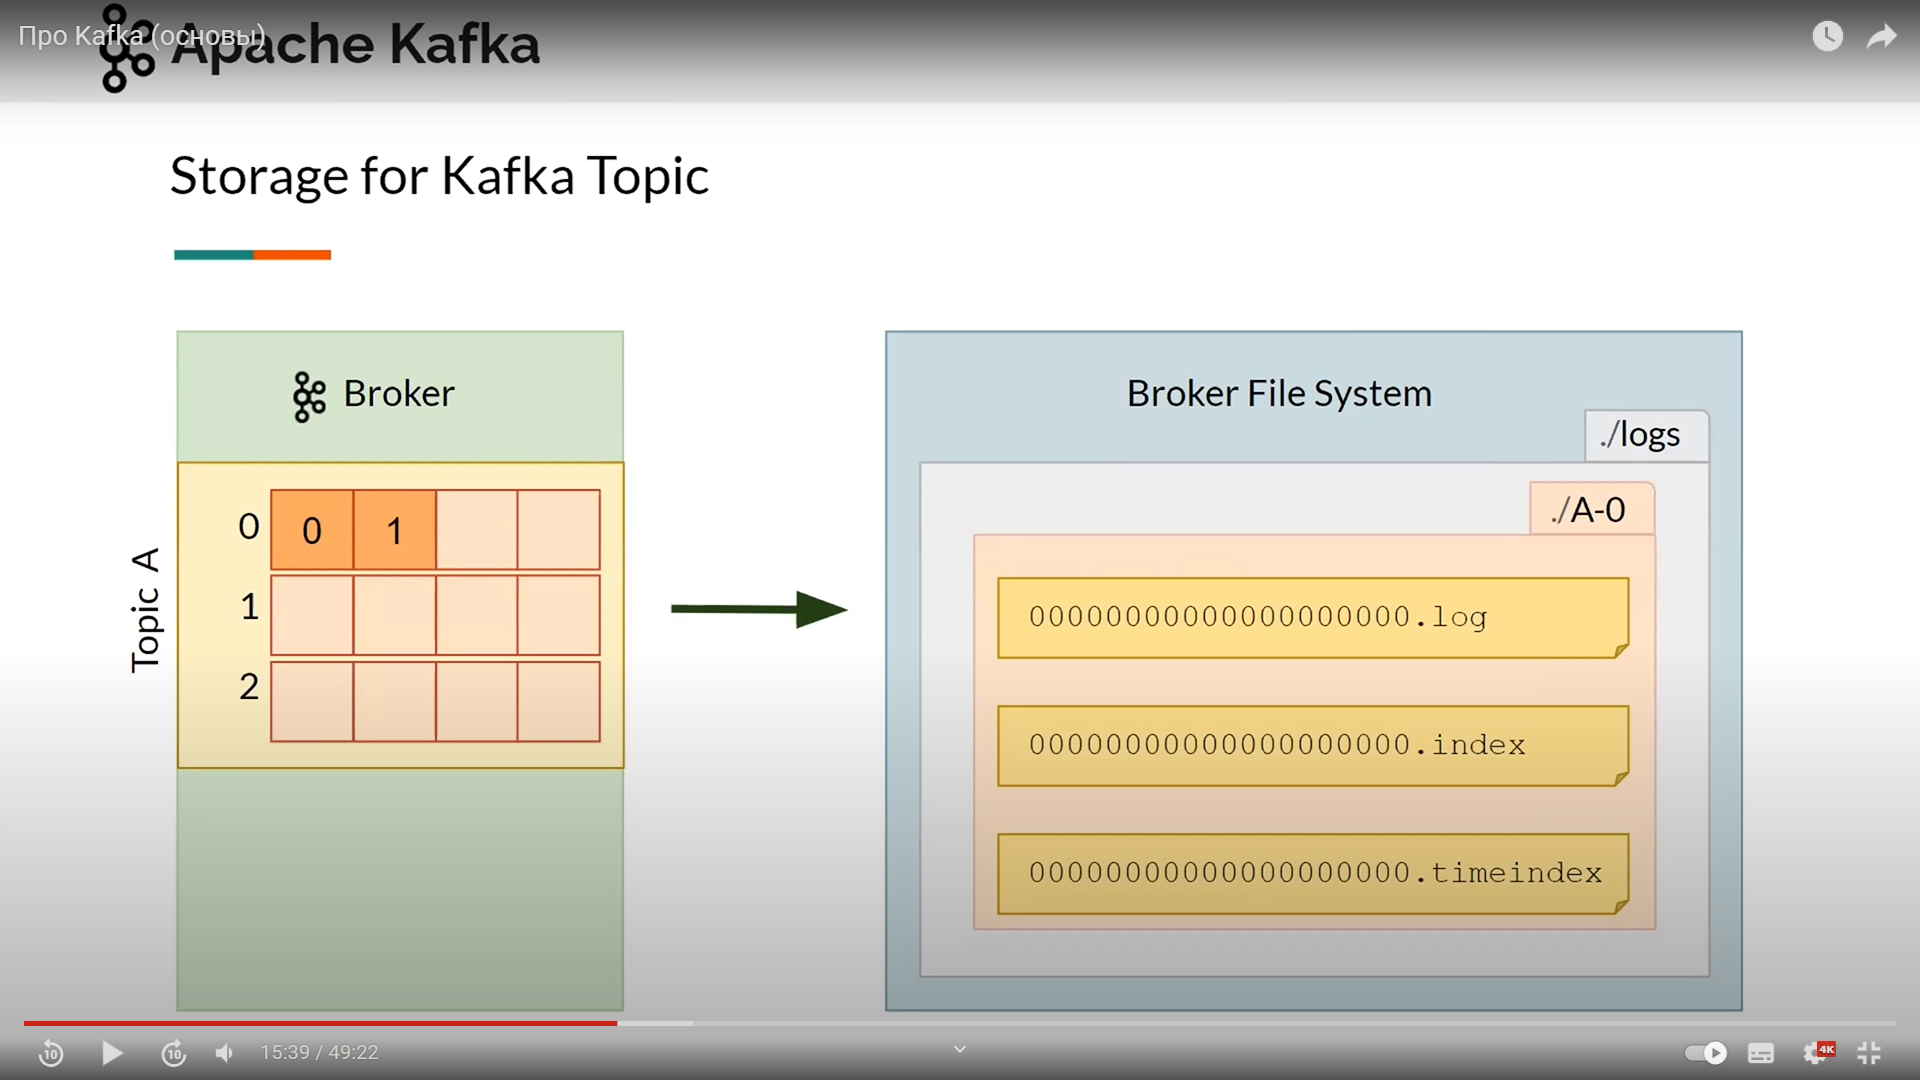 Про Kafka (основы)
Apache Kafka
Storage for Kafka Topic
Broker
Topic A
0
0 1
1
2
Broker File System
./logs
./A-0
00000000000000000000.log
00000000000000000000.index
00000000000000000000.timeindex
10
10
15:39 / 49:22
4K